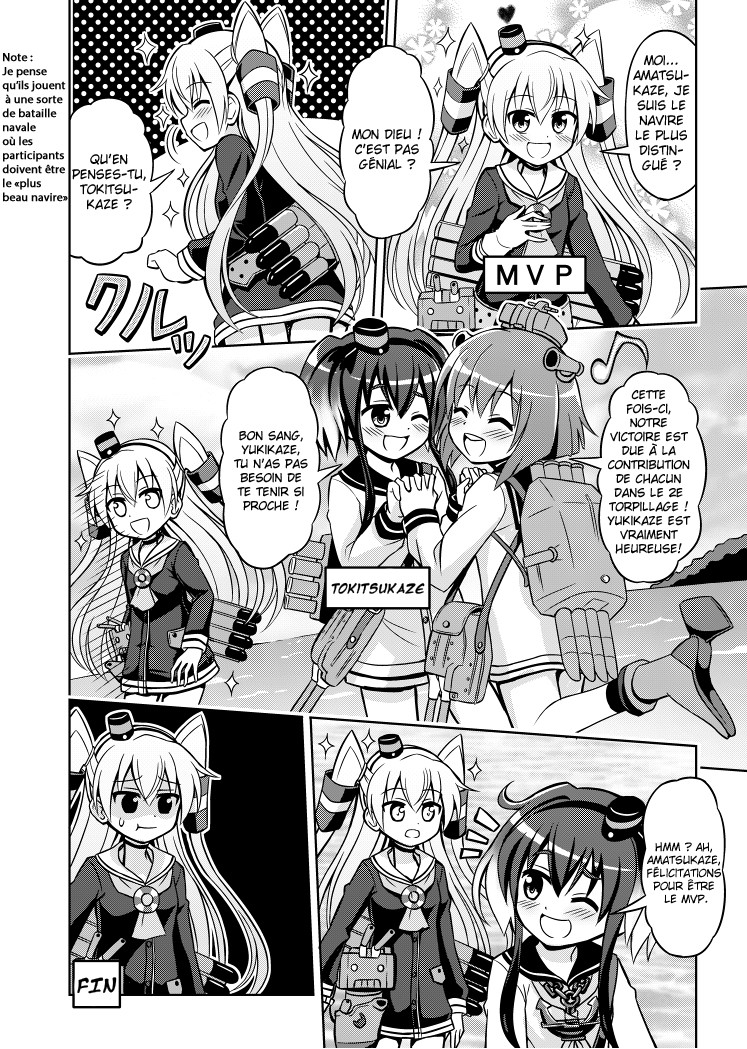 Note :
Je pense
qu'ils jouent
à une sorte
de bataille
navale
où les
participants
doivent être
le «plus
beau navire»
MOI...
AMATSU-
KAZE, JE
SUIS LE
NAVIRE
LE PLUS
DISTIN-
GUÉ ?
MON DIEU !
C'EST PAS
GÉNIAL ?
MVP
QU'EN
PENSES-TU,
TOKITSU-
KAZE ?
クルッ
CETTE
FOIS-CI,
NOTRE
VICTOIRE EST
DUE À LA
CONTRIBUTION
DE CHACUN
DANS LE 2E
TORPILLAGE !
YUKIKAZE EST
VRAIMENT
HEUREUSE!
BON SANG,
YUKIKAZE,
TU N'AS PAS
BESOIN DE
TE TENIR SI
PROCHE !
TOKITSUKAZE
HMM ? AH,
AMATSUKAZE,
FÉLICITATIONS
POUR ÊTRE
LE MVP.
FIN